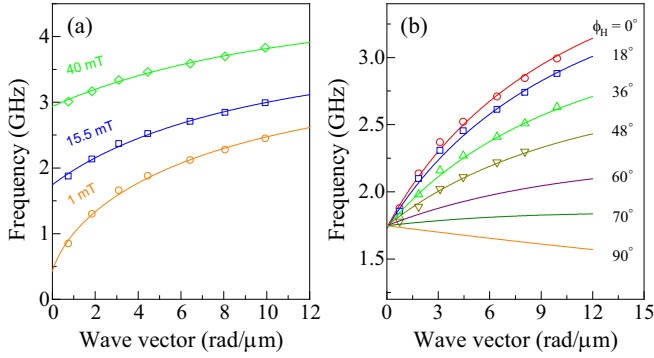 (a)
4
3
2
1
0
Frequency (GHz)
40 mT
15.5 mT
1 mT
0 2 4 6 8 10 12
Wave vector (rad/μm)
(b)
3.0
2.5
2.0
1.5
Frequency (GHz)
ϕ_H = 0°
18°
36°
48°
60°
70°
90°
0 3 6 9 12 15
Wave vector (rad/μm)